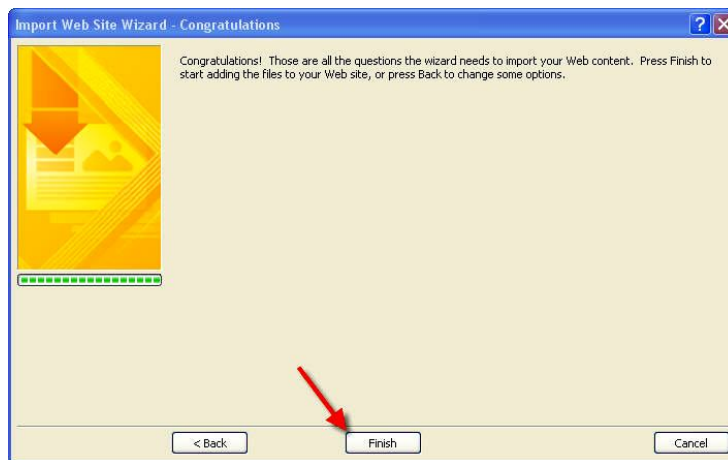 Import Web Site Wizard - Congratulations
Congratulations! Those are all the questions the wizard needs to import your Web content. Press Finish to
start adding the files to your Web site, or press Back to change some options.
< Back Finish Cancel